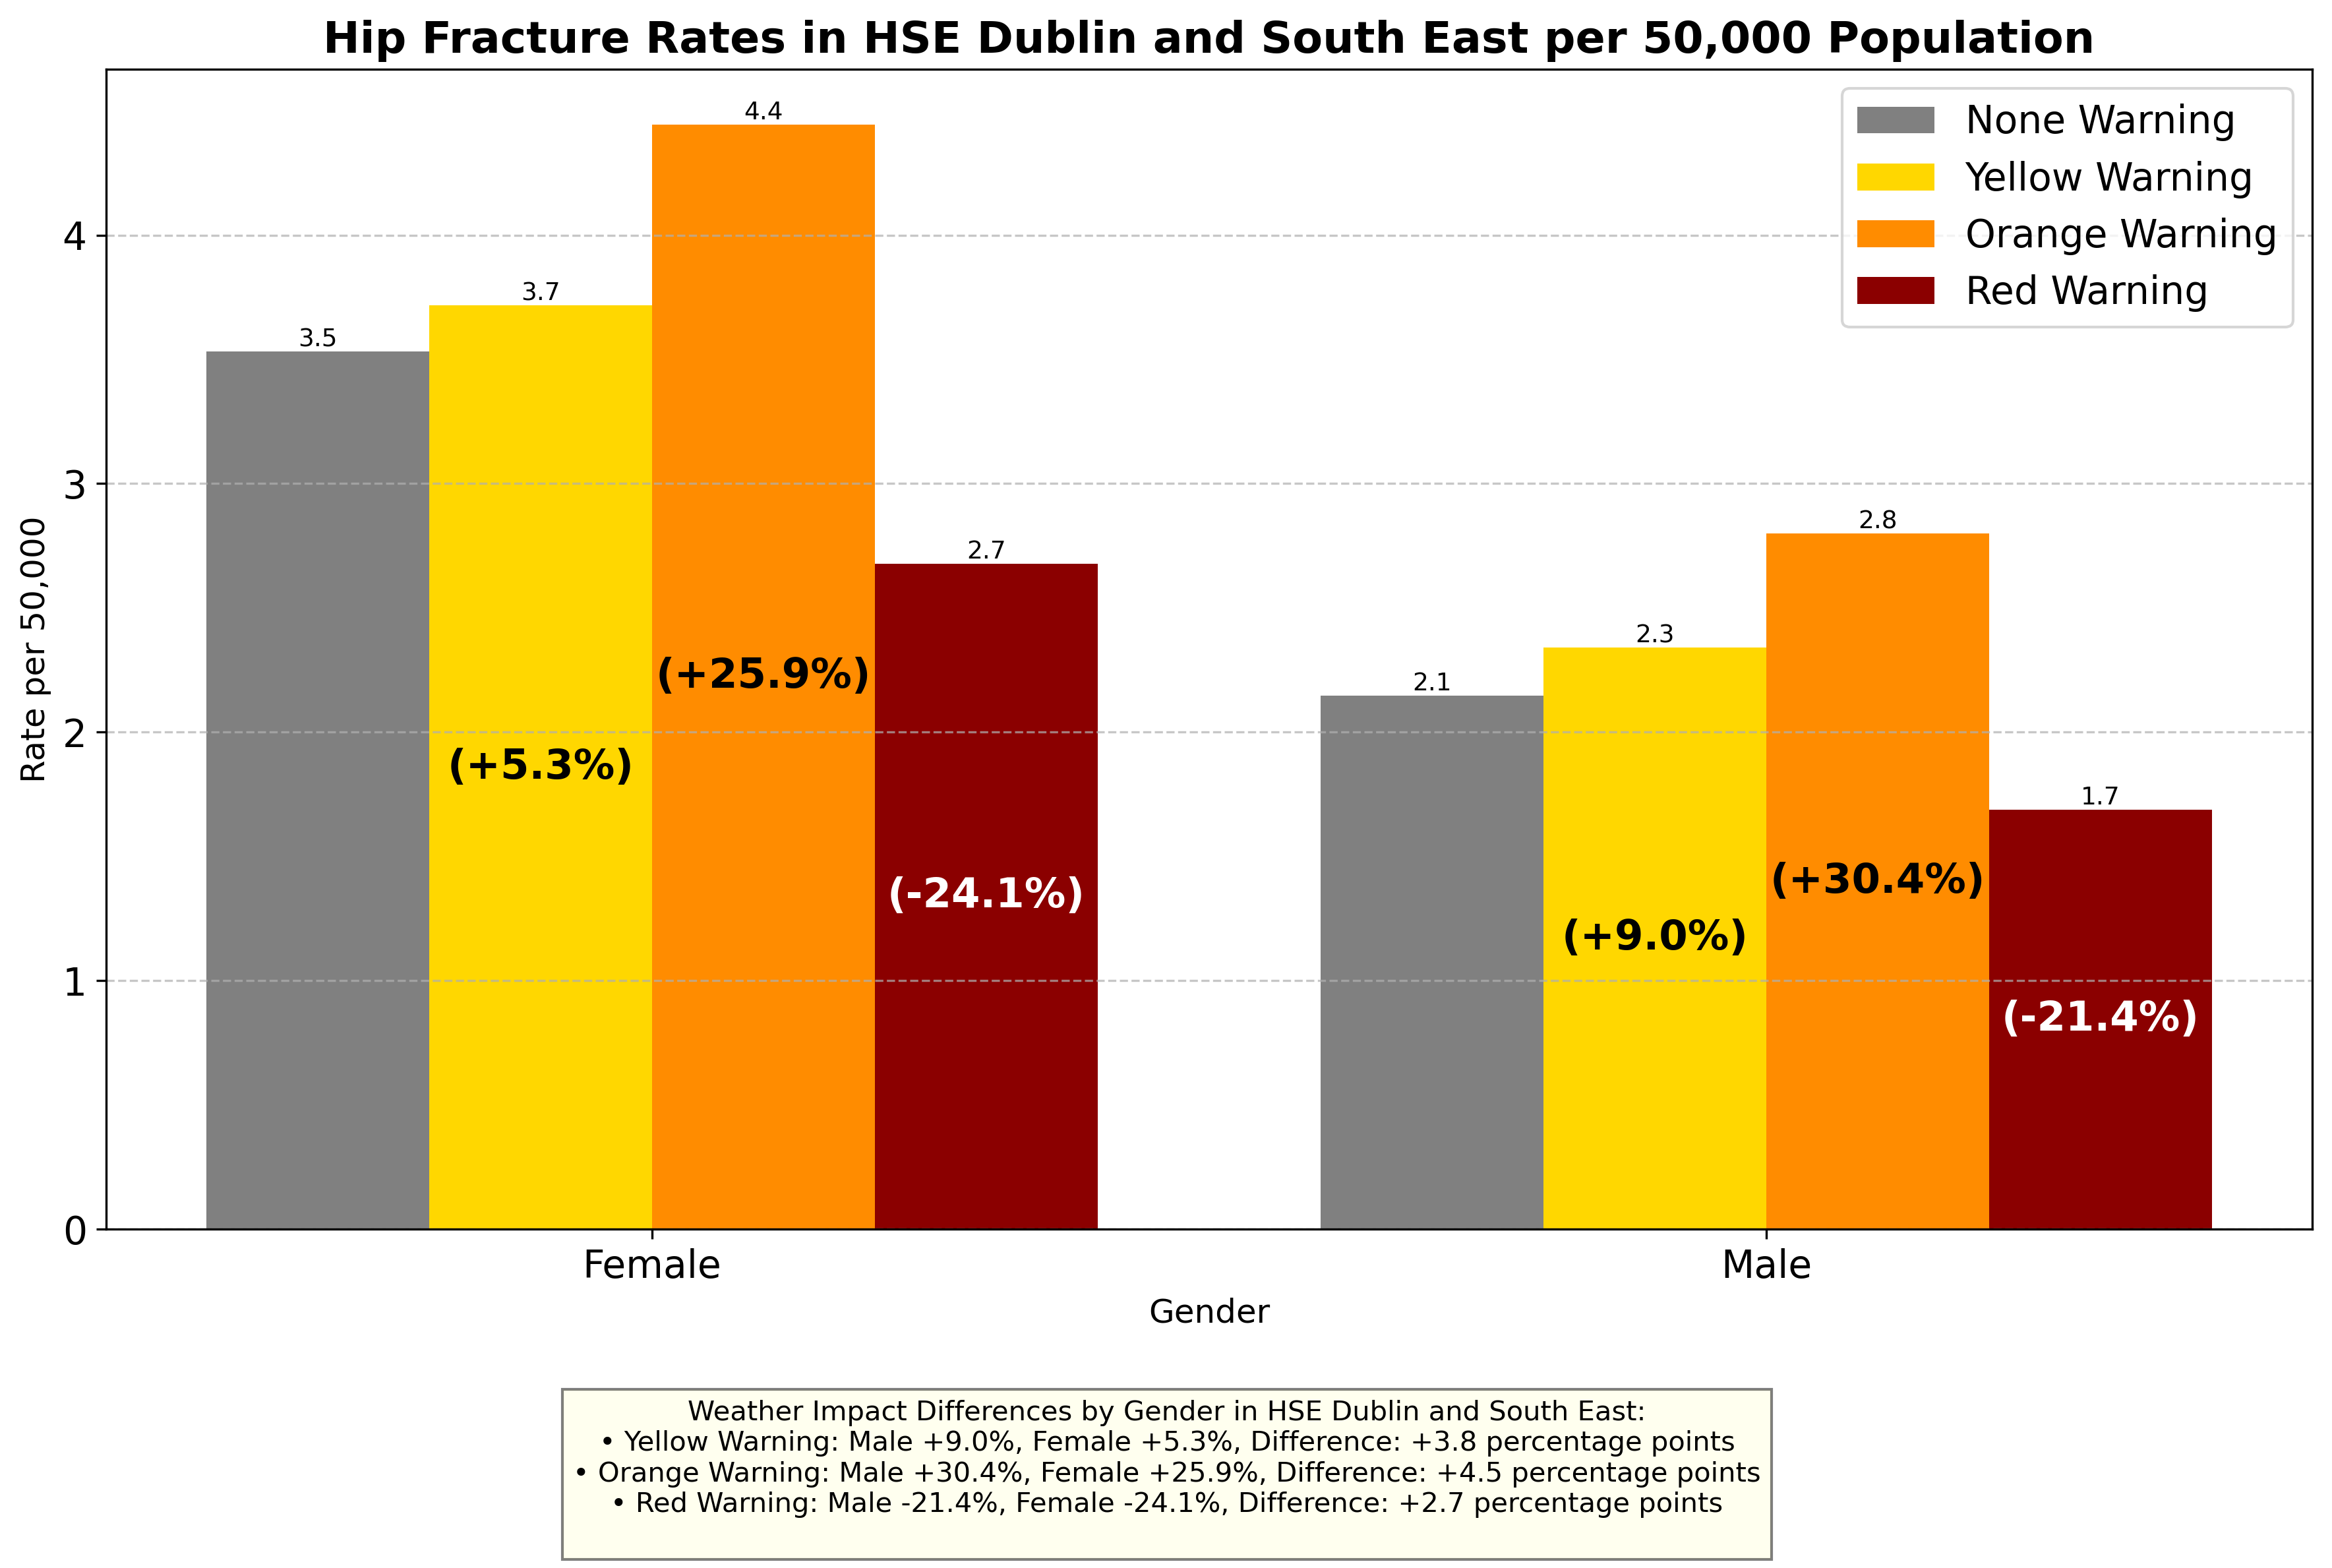 Hip Fracture Rates in HSE Dublin and South East per 50,000 Population
None Warning
Yellow Warning
Orange Warning
Red Warning
Rate per 50,000
4
3
2
1
0
3.5
3.7
4.4
2.7
2.1
2.3
2.8
1.7
(+5.3%)
(+25.9%)
(-24.1%)
(+9.0%)
(+30.4%)
(-21.4%)
Female
Male
Gender
Weather Impact Differences by Gender in HSE Dublin and South East:
• Yellow Warning: Male +9.0%, Female +5.3%, Difference: +3.8 percentage points
• Orange Warning: Male +30.4%, Female +25.9%, Difference: +4.5 percentage points
• Red Warning: Male -21.4%, Female -24.1%, Difference: +2.7 percentage points